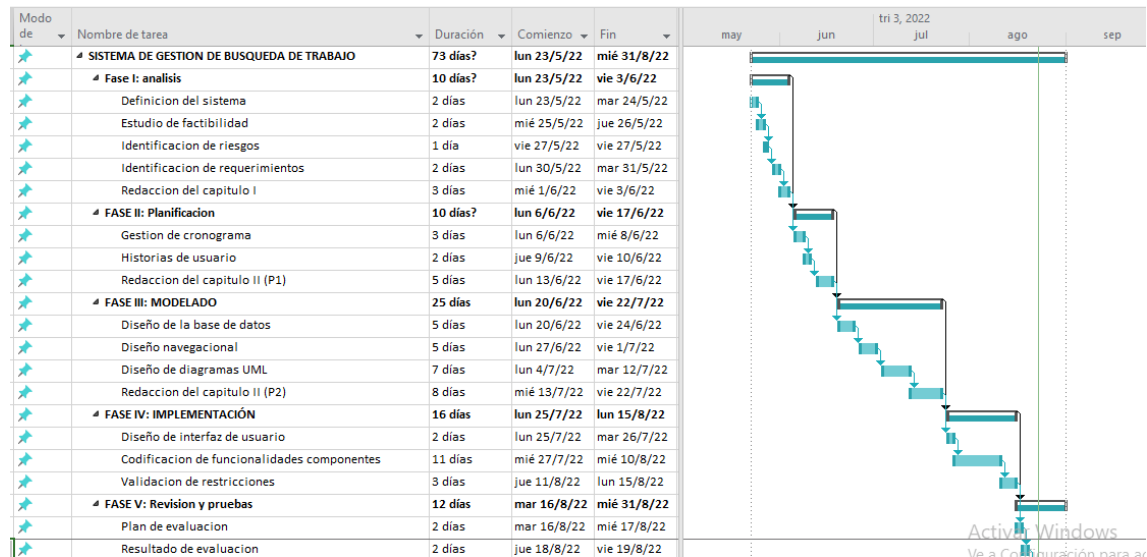 Modo de Nombre de tarea Duración Comienzo Fin
tri 3, 2022
may jun jul ago sep
SISTEMA DE GESTION DE BUSQUEDA DE TRABAJO 73 días? lun 23/5/22 mié 31/8/22
Fase I: analisis 10 días? lun 23/5/22 vie 3/6/22
Definicion del sistema 2 días lun 23/5/22 mar 24/5/22
Estudio de factibilidad 2 días mié 25/5/22 jue 26/5/22
Identificacion de riesgos 1 día vie 27/5/22 vie 27/5/22
Identificacion de requerimientos 2 días lun 30/5/22 mar 31/5/22
Redaccion del capitulo I 3 días mié 1/6/22 vie 3/6/22
FASE II: Planificacion 10 días? lun 6/6/22 vie 17/6/22
Gestion de cronograma 3 días lun 6/6/22 mié 8/6/22
Historias de usuario 2 días jue 9/6/22 vie 10/6/22
Redaccion del capitulo II (P1) 5 días lun 13/6/22 vie 17/6/22
FASE III: MODELADO 25 días lun 20/6/22 vie 22/7/22
Diseño de la base de datos 5 días lun 20/6/22 vie 24/6/22
Diseño navegacional 5 días lun 27/6/22 vie 1/7/22
Diseño de diagramas UML 7 días lun 4/7/22 mar 12/7/22
Redaccion del capitulo II (P2) 8 días mié 13/7/22 vie 22/7/22
FASE IV: IMPLEMENTACIÓN 16 días lun 25/7/22 lun 15/8/22
Diseño de interfaz de usuario 2 días lun 25/7/22 mar 26/7/22
Codificacion de funcionalidades componentes 11 días mié 27/7/22 mié 10/8/22
Validacion de restricciones 3 días jue 11/8/22 lun 15/8/22
FASE V: Revision y pruebas 12 días mar 16/8/22 mié 31/8/22
Plan de evaluacion 2 días mar 16/8/22 mié 17/8/22
Activar Windows
Resultado de evaluacion 2 días jue 18/8/22 vie 19/8/22
Ve a Configuración para